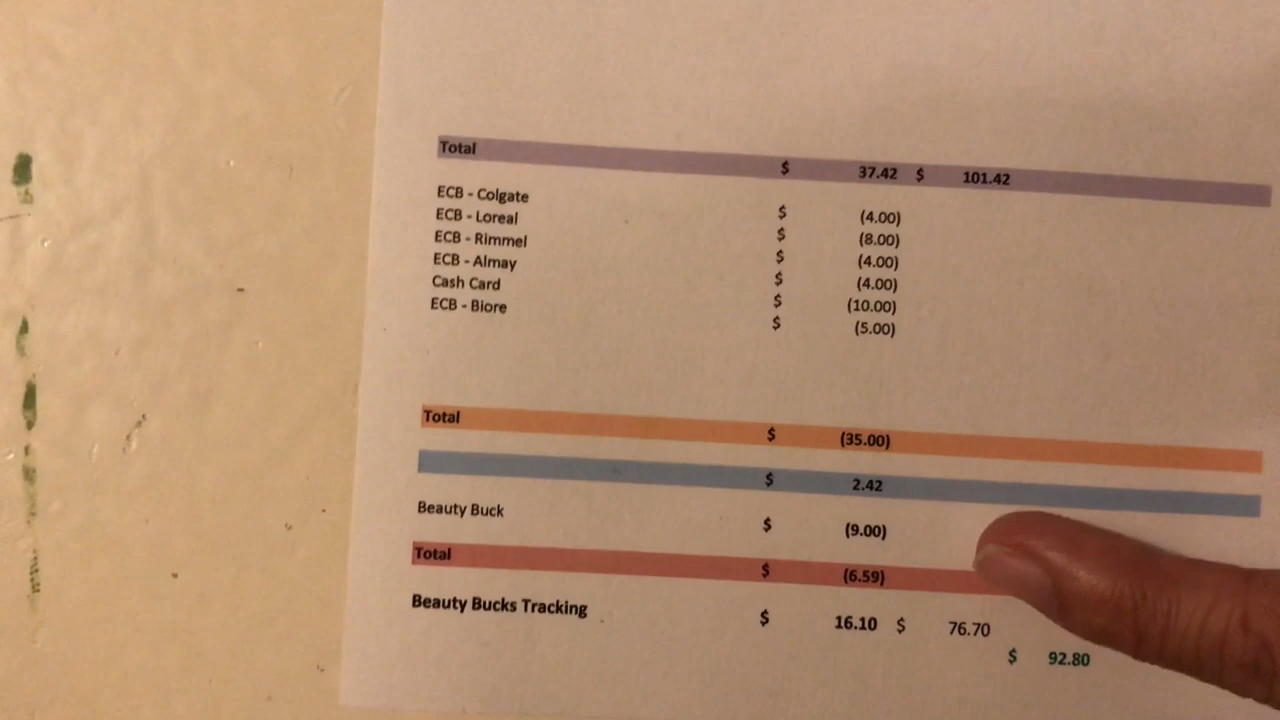 Total $ 37.42 $ 101.42
ECB - Colgate $ (4.00)
ECB - Loreal $ (8.00)
ECB - Rimmel $ (4.00)
ECB - Almay $ (4.00)
Cash Card $ (10.00)
ECB - Biore $ (5.00)
Total $ (35.00)
$ 2.42
Beauty Buck $ (9.00)
Total $ (6.59)
Beauty Bucks Tracking $ 16.10 $ 76.70
$ 92.80